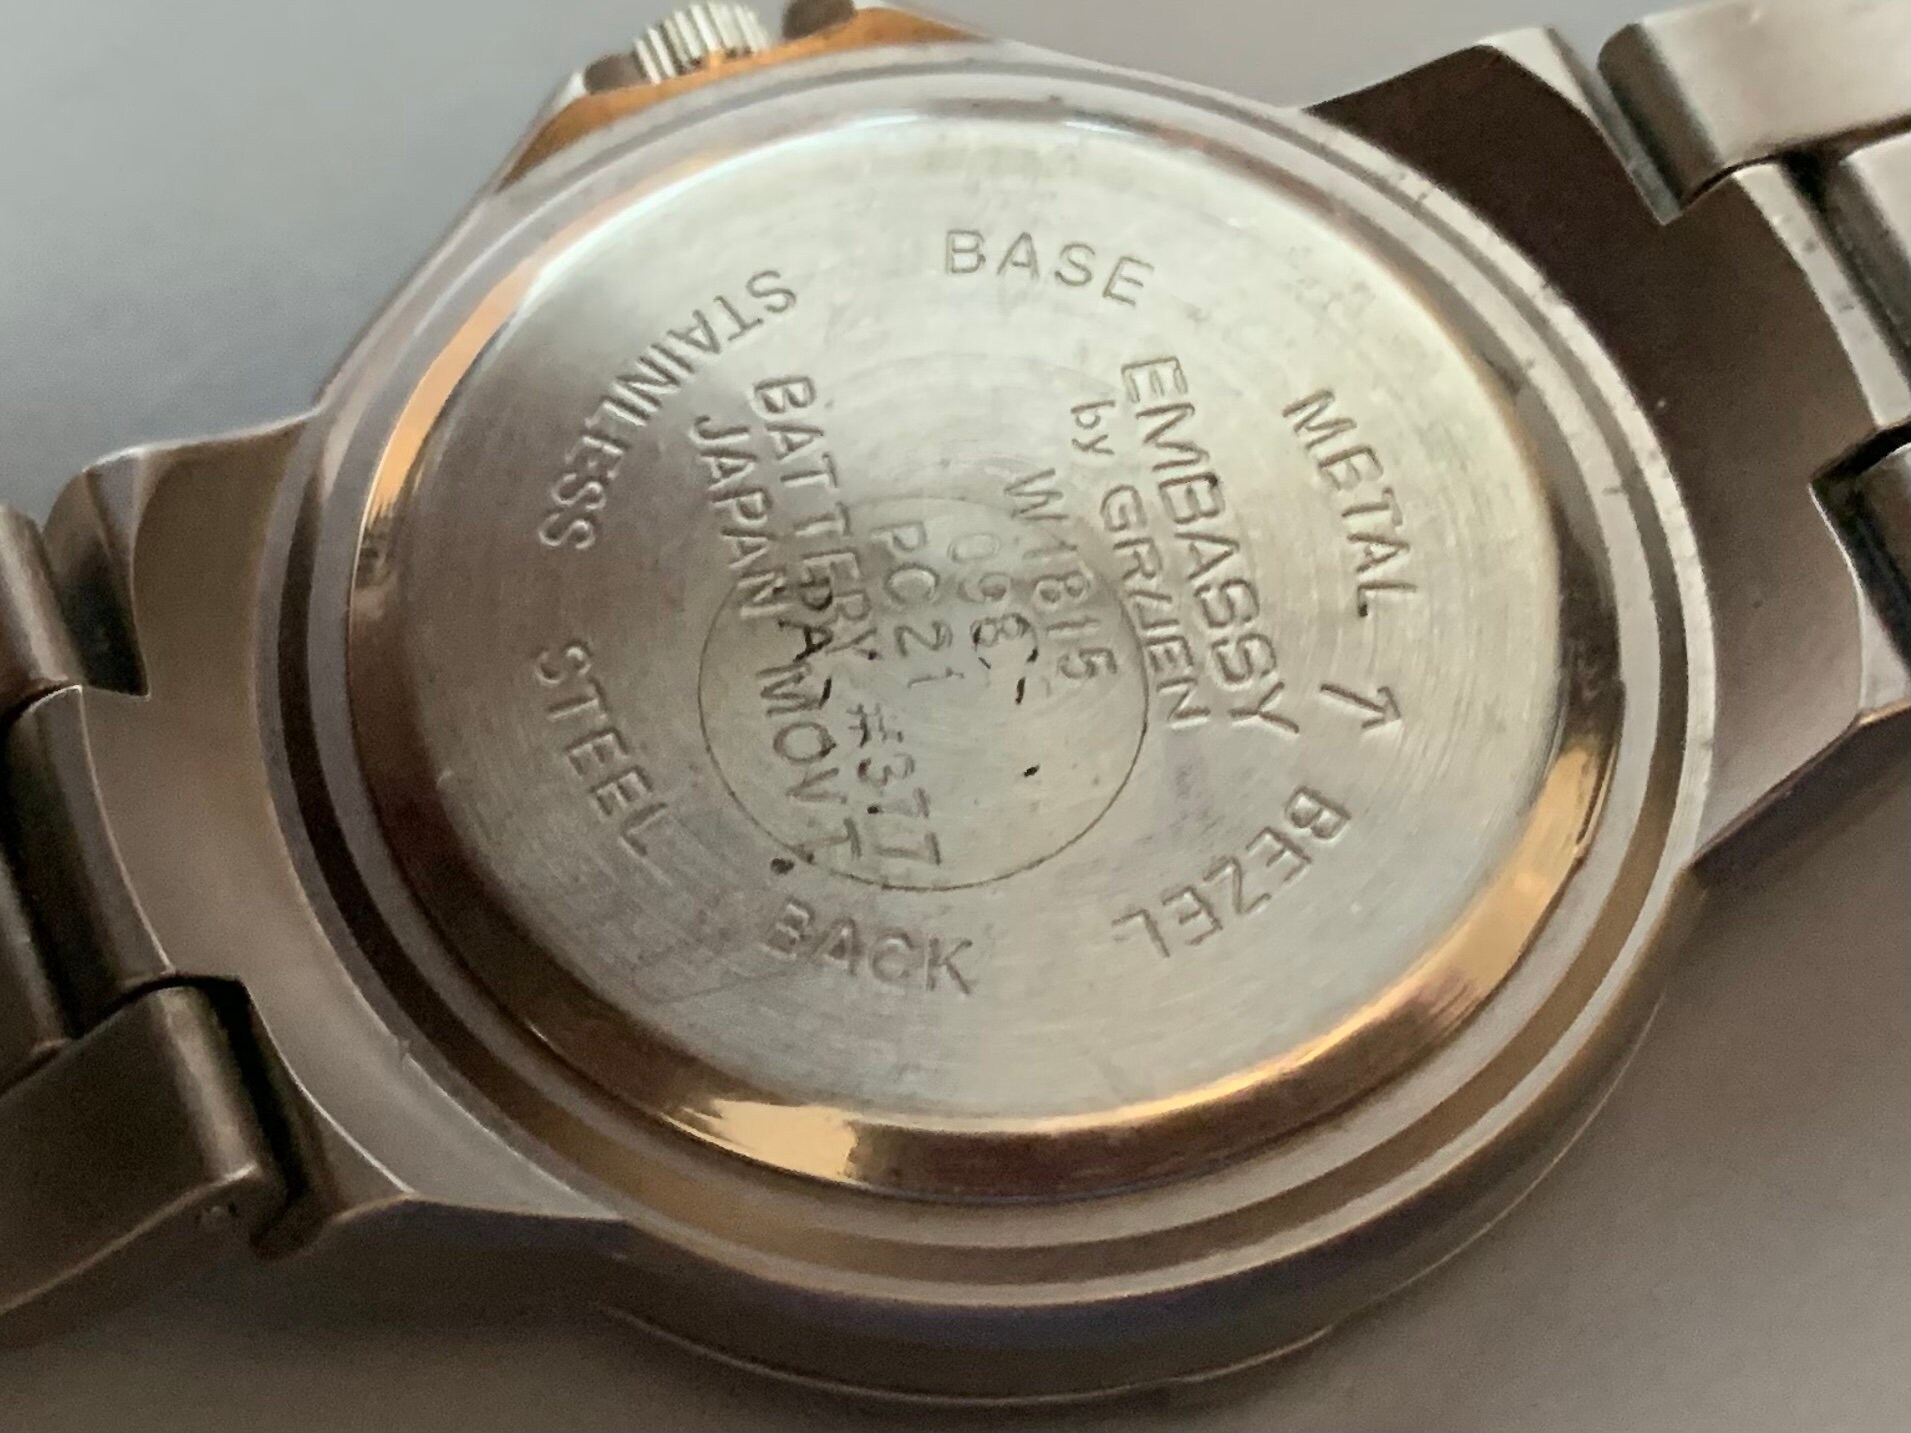 BASE METAL BEZEL
STAINLESS STEEL BACK
EMBASSY
by GRUEN
W1815
098
PC21
BATTERY #377
JAPAN MOVT.